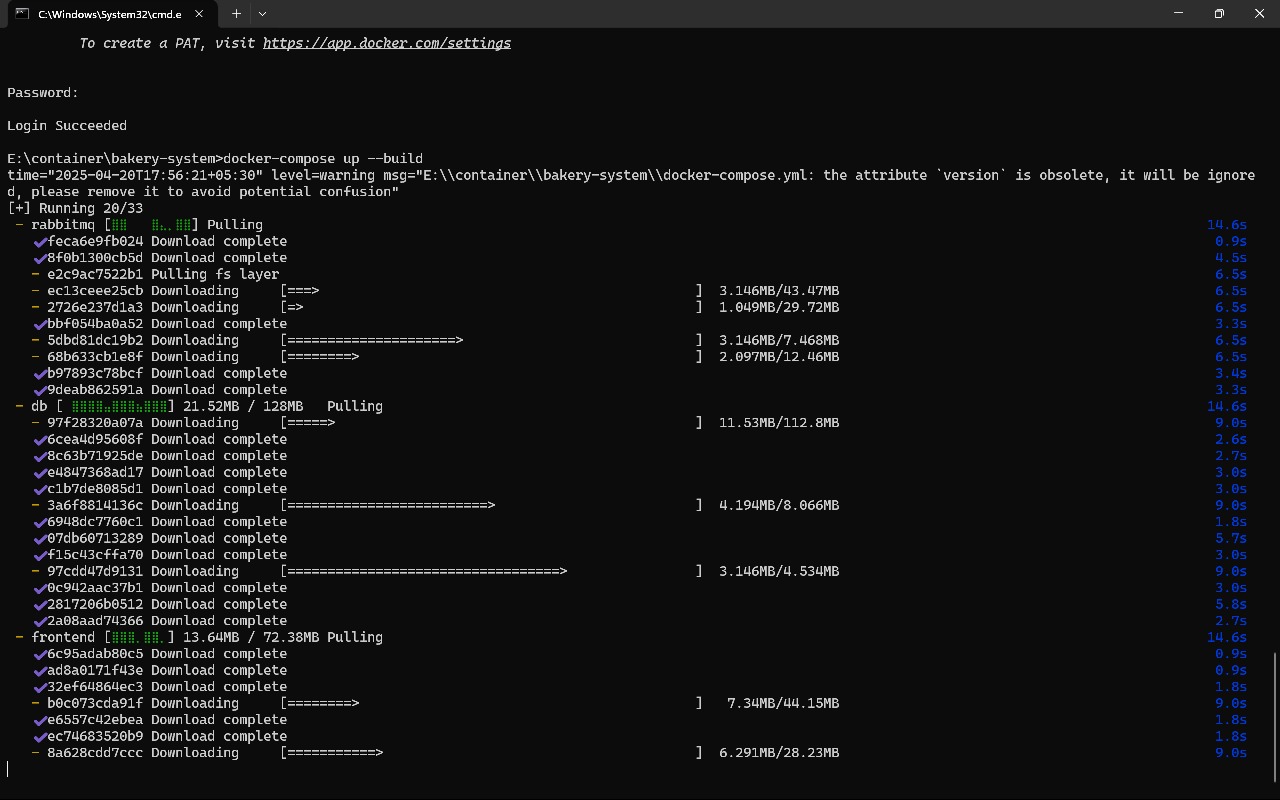 C:\Windows\System32\cmd.e
To create a PAT, visit https://app.docker.com/settings
Password:
Login Succeeded
E:\container\bakery-system>docker-compose up --build
time="2025-04-20T17:56:21+05:30" level=warning msg="E:\\container\\bakery-system\\docker-compose.yml: the attribute `version` is obsolete, it will be ignore
d, please remove it to avoid potential confusion"
[+] Running 20/33
- rabbitmq [⣿⣿   ⣿⣄⡀⣿⣿] Pulling 14.6s
✔feca6e9fb024 Download complete 0.9s
✔8f0b1300cb5d Download complete 4.5s
- e2c9ac7522b1 Pulling fs layer 6.5s
- ec13ceee25cb Downloading [===> ] 3.146MB/43.47MB 6.5s
- 2726e237d1a3 Downloading [=> ] 1.049MB/29.72MB 6.5s
✔bbf054ba0a52 Download complete 3.3s
- 5dbd81dc19b2 Downloading [=====================> ] 3.146MB/7.468MB 6.5s
- 68b633cb1e8f Downloading [========> ] 2.097MB/12.46MB 6.5s
✔b97893c78bcf Download complete 3.4s
✔9deab862591a Download complete 3.3s
- db [ ⣿⣿⣿⣿⣤⣿⣿⣿⣦⣿⣿⣿] 21.52MB / 128MB Pulling 14.6s
- 97f28320a07a Downloading [=====> ] 11.53MB/112.8MB 9.0s
✔6cea4d95608f Download complete 2.6s
✔8c63b71925de Download complete 2.7s
✔e4847368ad17 Download complete 3.0s
✔c1b7de8085d1 Download complete 3.0s
- 3a6f8814136c Downloading [=========================> ] 4.194MB/8.066MB 9.0s
✔6948dc7760c1 Download complete 1.8s
✔07db60713289 Download complete 5.7s
✔f15c43cffa70 Download complete 3.0s
- 97cdd47d9131 Downloading [==================================> ] 3.146MB/4.534MB 9.0s
✔0c942aac37b1 Download complete 3.0s
✔2817206b0512 Download complete 5.8s
✔2a08aad74366 Download complete 2.7s
- frontend [⣿⣿⣿⡀⣿⣿⡀] 13.64MB / 72.38MB Pulling 14.6s
✔6c95adab80c5 Download complete 0.9s
✔ad8a0171f43e Download complete 0.9s
✔32ef64864ec3 Download complete 1.8s
- b0c073cda91f Downloading [========> ] 7.34MB/44.15MB 9.0s
✔e6557c42ebea Download complete 1.8s
✔ec74683520b9 Download complete 1.8s
- 8a628cdd7ccc Downloading [===========> ] 6.291MB/28.23MB 9.0s